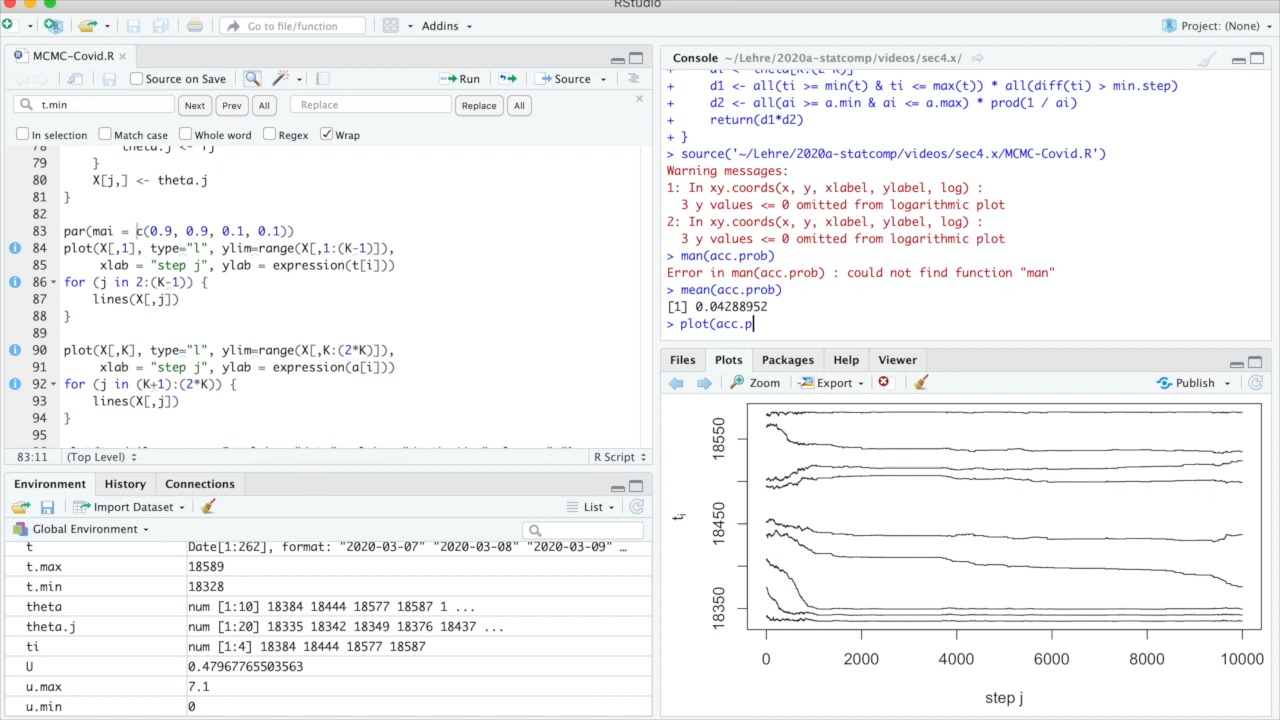 RStudio
Go to file/function
Addins
Project: (None)
MCMC-Covid.R
Source on Save
Run
Source
t.min
Next
Prev
All
Replace
Replace
All
In selection
Match case
Whole word
Regex
Wrap
78 theta.j <- Yj
79 }
80 X[j,] <- theta.j
81 }
82
83 par(mai = c(0.9, 0.9, 0.1, 0.1))
84 plot(X[,1], type="l", ylim=range(X[,1:(K-1)]),
85 xlab = "step j", ylab = expression(t[i]))
86 for (j in 2:(K-1)) {
87 lines(X[,j])
88 }
89
90 plot(X[,K], type="l", ylim=range(X[,K:(2*K)]),
91 xlab = "step j", ylab = expression(a[i]))
92 for (j in (K+1):(2*K)) {
93 lines(X[,j])
94 }
95
83:11
(Top Level)
R Script
Environment
History
Connections
Import Dataset
List
Global Environment
t Date[1:262], format: "2020-03-07" "2020-03-08" "2020-03-09" …
t.max 18589
t.min 18328
theta num [1:10] 18384 18444 18577 18587 1 ...
theta.j num [1:20] 18335 18342 18349 18376 18437 ...
ti num [1:4] 18384 18444 18577 18587
U 0.47967765503563
u.max 7.1
u.min 0
Console ~/Lehre/2020a-statcomp/videos/sec4.x/
+ ai <- theta[K:(2*K)]
+ d1 <- all(ti >= min(t) & ti <= max(t)) * all(diff(ti) > min.step)
+ d2 <- all(ai >= a.min & ai <= a.max) * prod(1 / ai)
+ return(d1*d2)
+ }
> source('~/Lehre/2020a-statcomp/videos/sec4.x/MCMC-Covid.R')
Warning messages:
1: In xy.coords(x, y, xlabel, ylabel, log) :
3 y values <= 0 omitted from logarithmic plot
2: In xy.coords(x, y, xlabel, ylabel, log) :
3 y values <= 0 omitted from logarithmic plot
> man(acc.prob)
Error in man(acc.prob) : could not find function "man"
> mean(acc.prob)
[1] 0.04288952
> plot(acc.p
Files
Plots
Packages
Help
Viewer
Zoom
Export
Publish
18550
18450
18350
ti
0 2000 4000 6000 8000 10000
step j